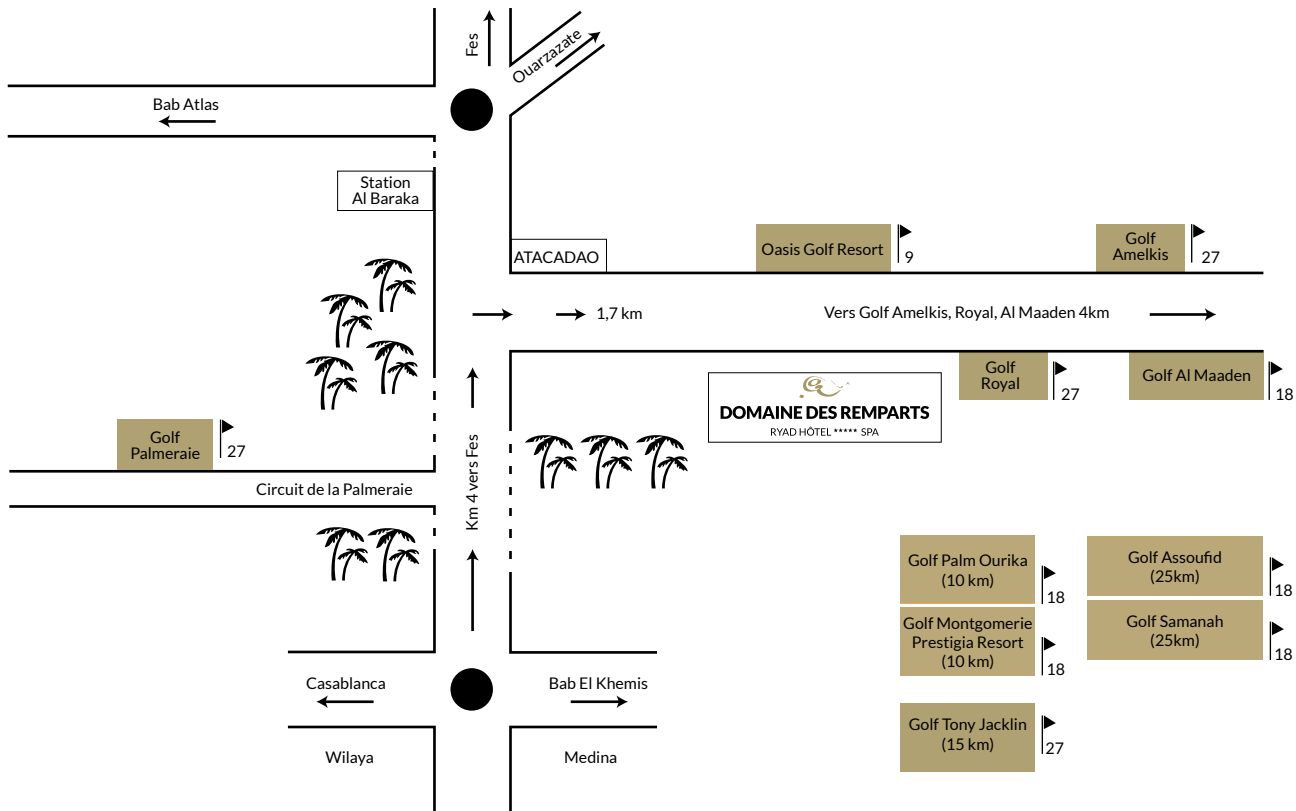 Fes
Ouarzazate
Bab Atlas
Station
Al Baraka
ATACADAO
Oasis Golf Resort
9
Golf
Amelkis
27
1,7 km
Vers Golf Amelkis, Royal, Al Maaden 4km
Golf
Royal
27
Golf Al Maaden
18
DOMAINE DES REMPARTS
RYAD HÔTEL ***** SPA
Golf
Palmeraie
27
Circuit de la Palmeraie
Km 4 vers Fes
Golf Palm Ourika
(10 km)
18
Golf Assoufid
(25km)
18
Golf Montgomerie
Prestigia Resort
(10 km)
18
Golf Samanah
(25km)
18
Casablanca
Bab El Khemis
Wilaya
Medina
Golf Tony Jacklin
(15 km)
27